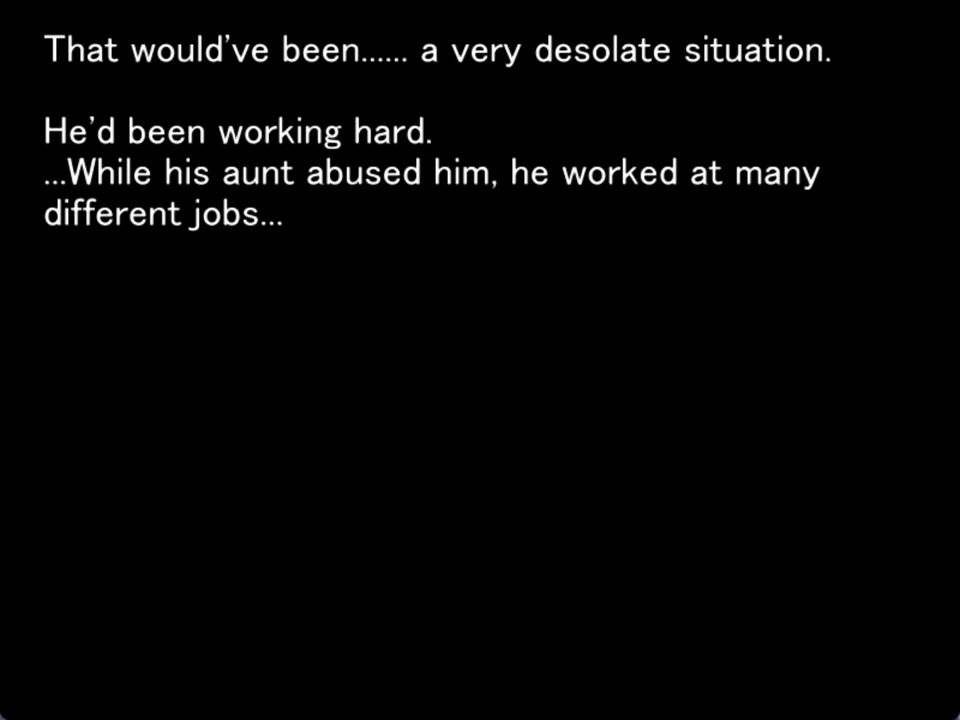 That would’ve been...... a very desolate situation.
He’d been working hard.
...While his aunt abused him, he worked at many
different jobs...